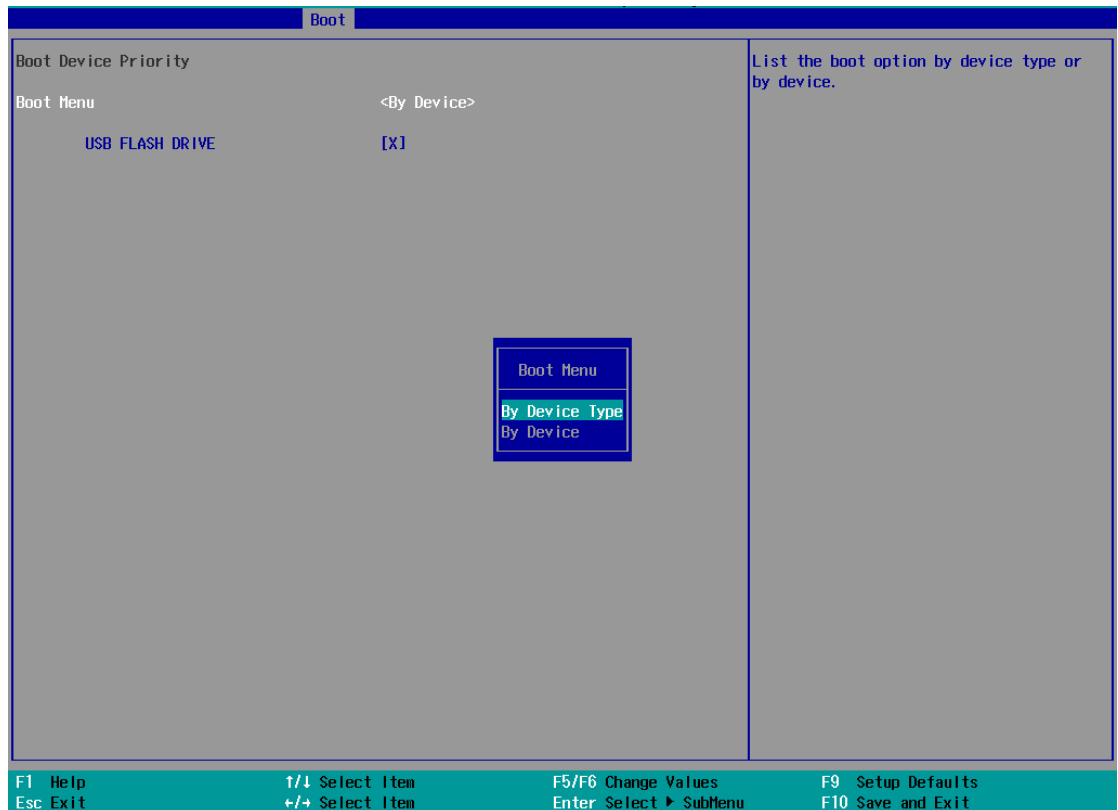 Boot
Boot Device Priority
Boot Menu <By Device>
USB FLASH DRIVE [X]
List the boot option by device type or
by device.
Boot Menu
By Device Type
By Device
F1 Help ↑/↓ Select Item F5/F6 Change Values F9 Setup Defaults
Esc Exit ←/→ Select Item Enter Select ▶ SubMenu F10 Save and Exit